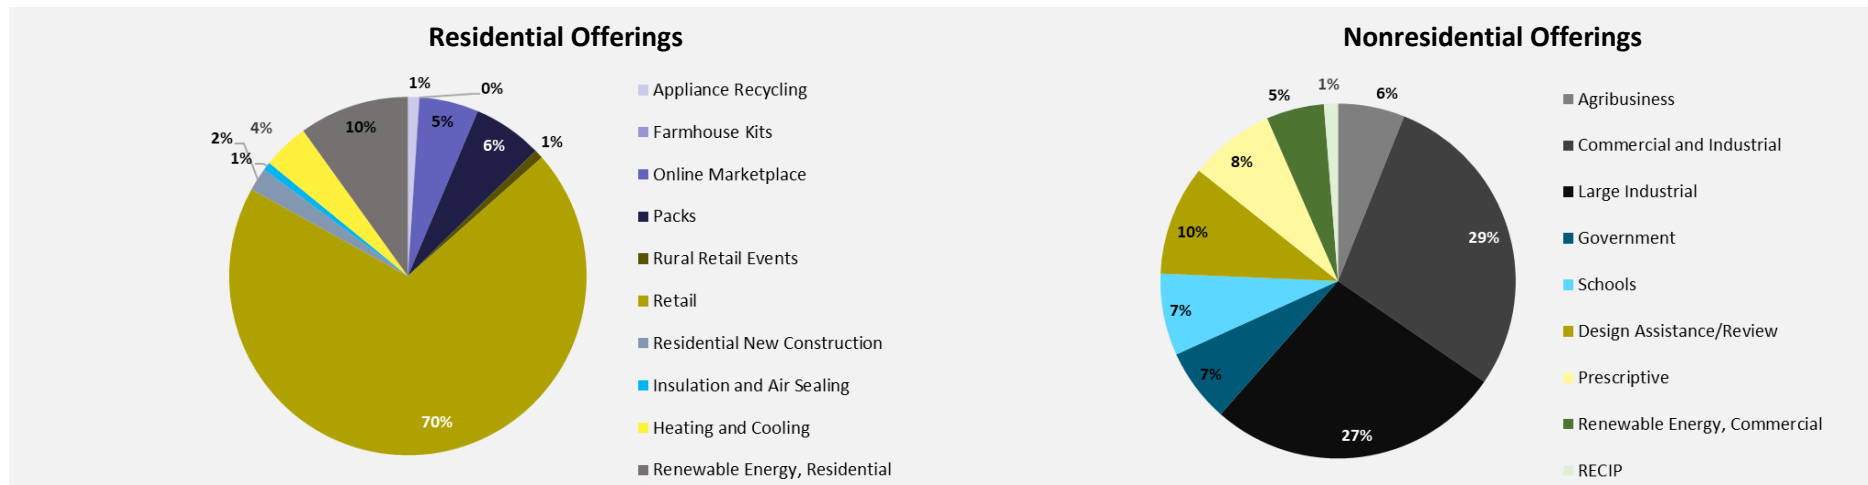 Residential Offerings
1%
0%
5%
6%
1%
70%
2%
1%
4%
10%
Appliance Recycling
Farmhouse Kits
Online Marketplace
Packs
Rural Retail Events
Retail
Residential New Construction
Insulation and Air Sealing
Heating and Cooling
Renewable Energy, Residential
Nonresidential Offerings
6%
29%
27%
7%
7%
10%
8%
5%
1%
Agribusiness
Commercial and Industrial
Large Industrial
Government
Schools
Design Assistance/Review
Prescriptive
Renewable Energy, Commercial
RECIP